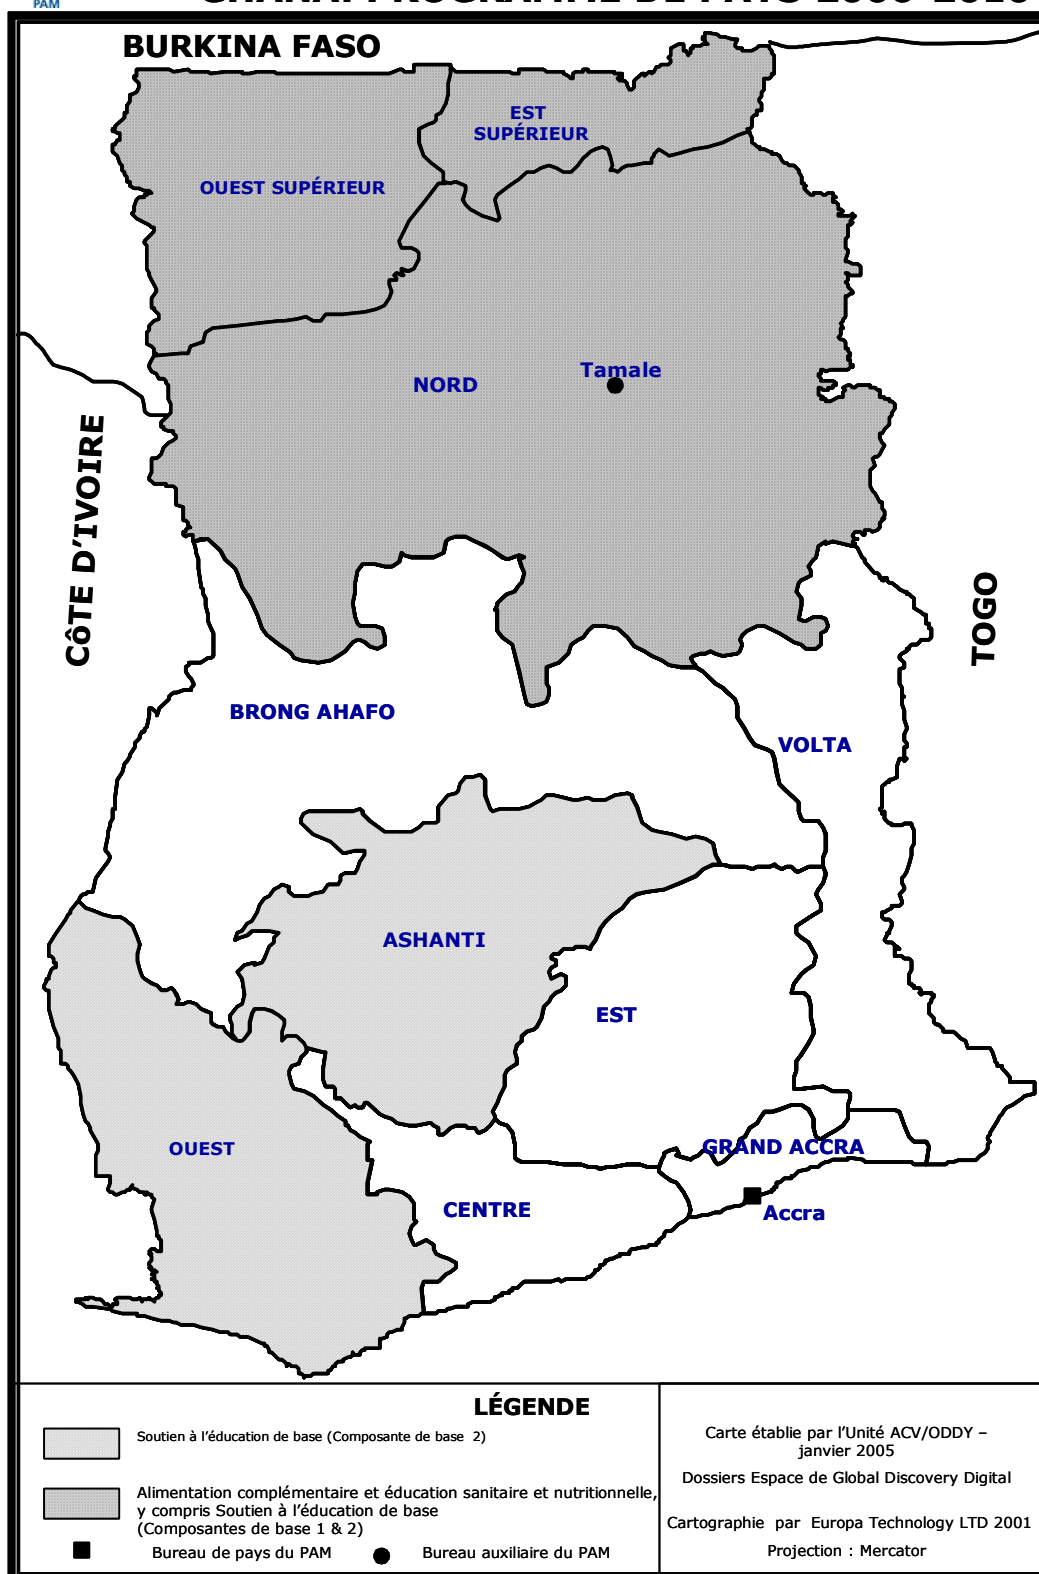 PAM
BURKINA FASO
EST
SUPÉRIEUR
OUEST SUPÉRIEUR
Tamale
NORD
CÔTE D'IVOIRE
TOGO
BRONG AHAFO
VOLTA
ASHANTI
EST
OUEST
GRAND ACCRA
CENTRE
Accra
LÉGENDE
Soutien à l'éducation de base (Composante de base 2)
Alimentation complémentaire et éducation sanitaire et nutritionnelle,
y compris Soutien à l'éducation de base
(Composantes de base 1 & 2)
Bureau de pays du PAM
Bureau auxiliaire du PAM
Carte établie par l'Unité ACV/ODDY –
janvier 2005
Dossiers Espace de Global Discovery Digital
Cartographie par Europa Technology LTD 2001
Projection : Mercator